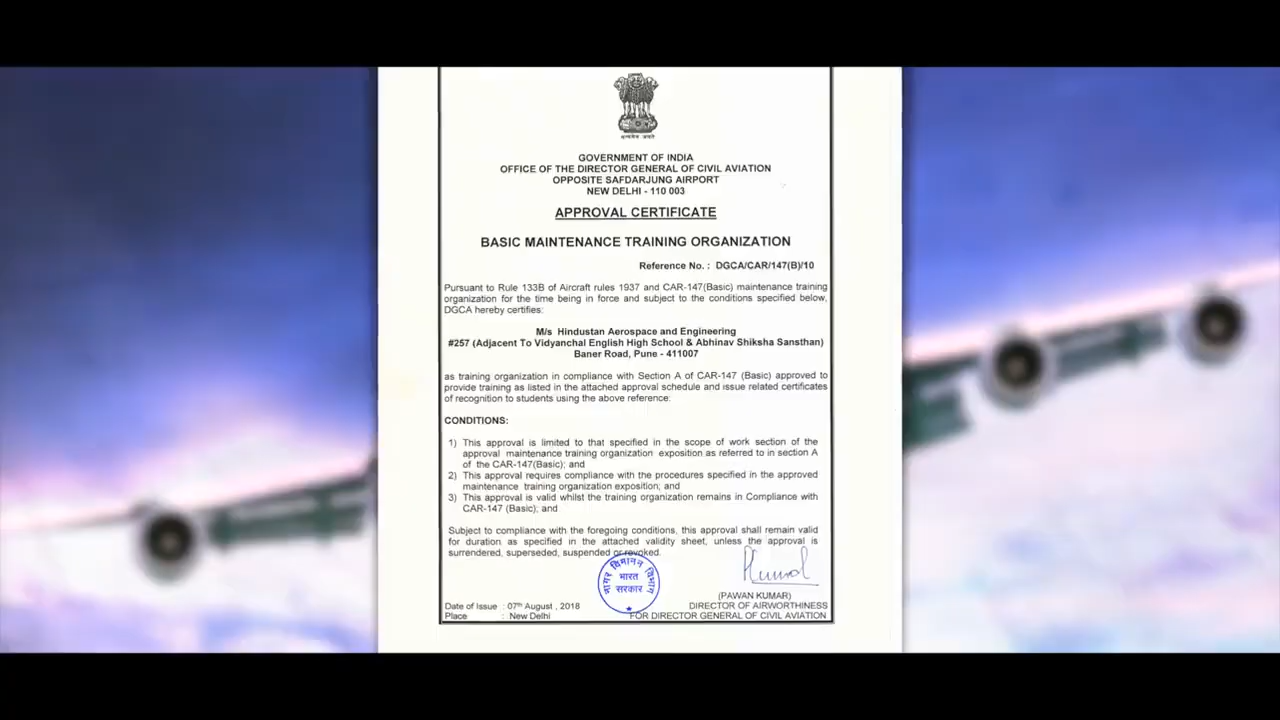 सत्यमेव जयते
GOVERNMENT OF INDIA
OFFICE OF THE DIRECTOR GENERAL OF CIVIL AVIATION
OPPOSITE SAFDARJUNG AIRPORT
NEW DELHI - 110 003
APPROVAL CERTIFICATE
BASIC MAINTENANCE TRAINING ORGANIZATION
Reference No. : DGCA/CAR/147(B)/10
Pursuant to Rule 133B of Aircraft rules 1937 and CAR-147(Basic) maintenance training
organization for the time being in force and subject to the conditions specified below,
DGCA hereby certifies:
M/s Hindustan Aerospace and Engineering
#257 (Adjacent To Vidyanchal English High School & Abhinav Shiksha Sansthan)
Baner Road, Pune - 411007
as training organization in compliance with Section A of CAR-147 (Basic) approved to
provide training as listed in the attached approval schedule and issue related certificates
of recognition to students using the above reference:
CONDITIONS:
1) This approval is limited to that specified in the scope of work section of the
approval maintenance training organization exposition as referred to in section A
of the CAR-147(Basic); and
2) This approval requires compliance with the procedures specified in the approved
maintenance training organization exposition; and
3) This approval is valid whilst the training organization remains in Compliance with
CAR-147 (Basic); and
Subject to compliance with the foregoing conditions, this approval shall remain valid
for duration as specified in the attached validity sheet, unless the approval is
surrendered, superseded, suspended or revoked.
नागर विमानन विभाग
भारत
सरकार
(PAWAN KUMAR)
Date of Issue : 07th August , 2018 DIRECTOR OF AIRWORTHINESS
Place : New Delhi FOR DIRECTOR GENERAL OF CIVIL AVIATION